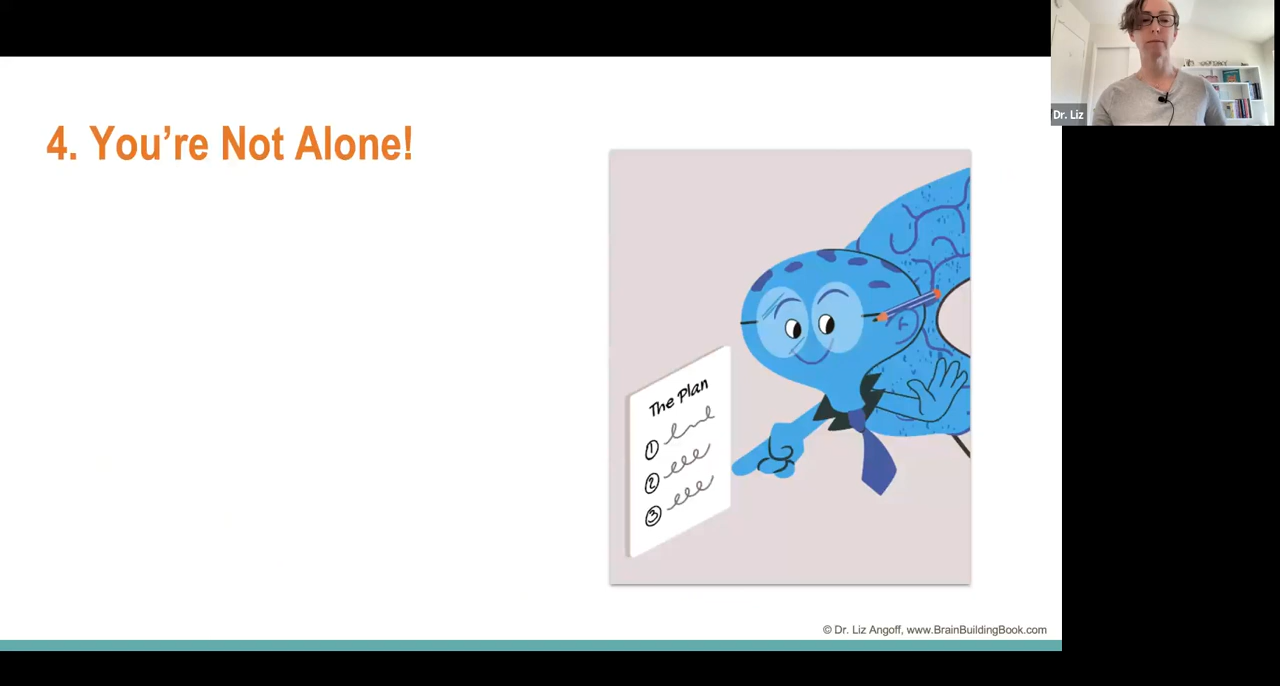 Dr. Liz
4. You're Not Alone!
The Plan
1
2
3
© Dr. Liz Angoff, www.BrainBuildingBook.com